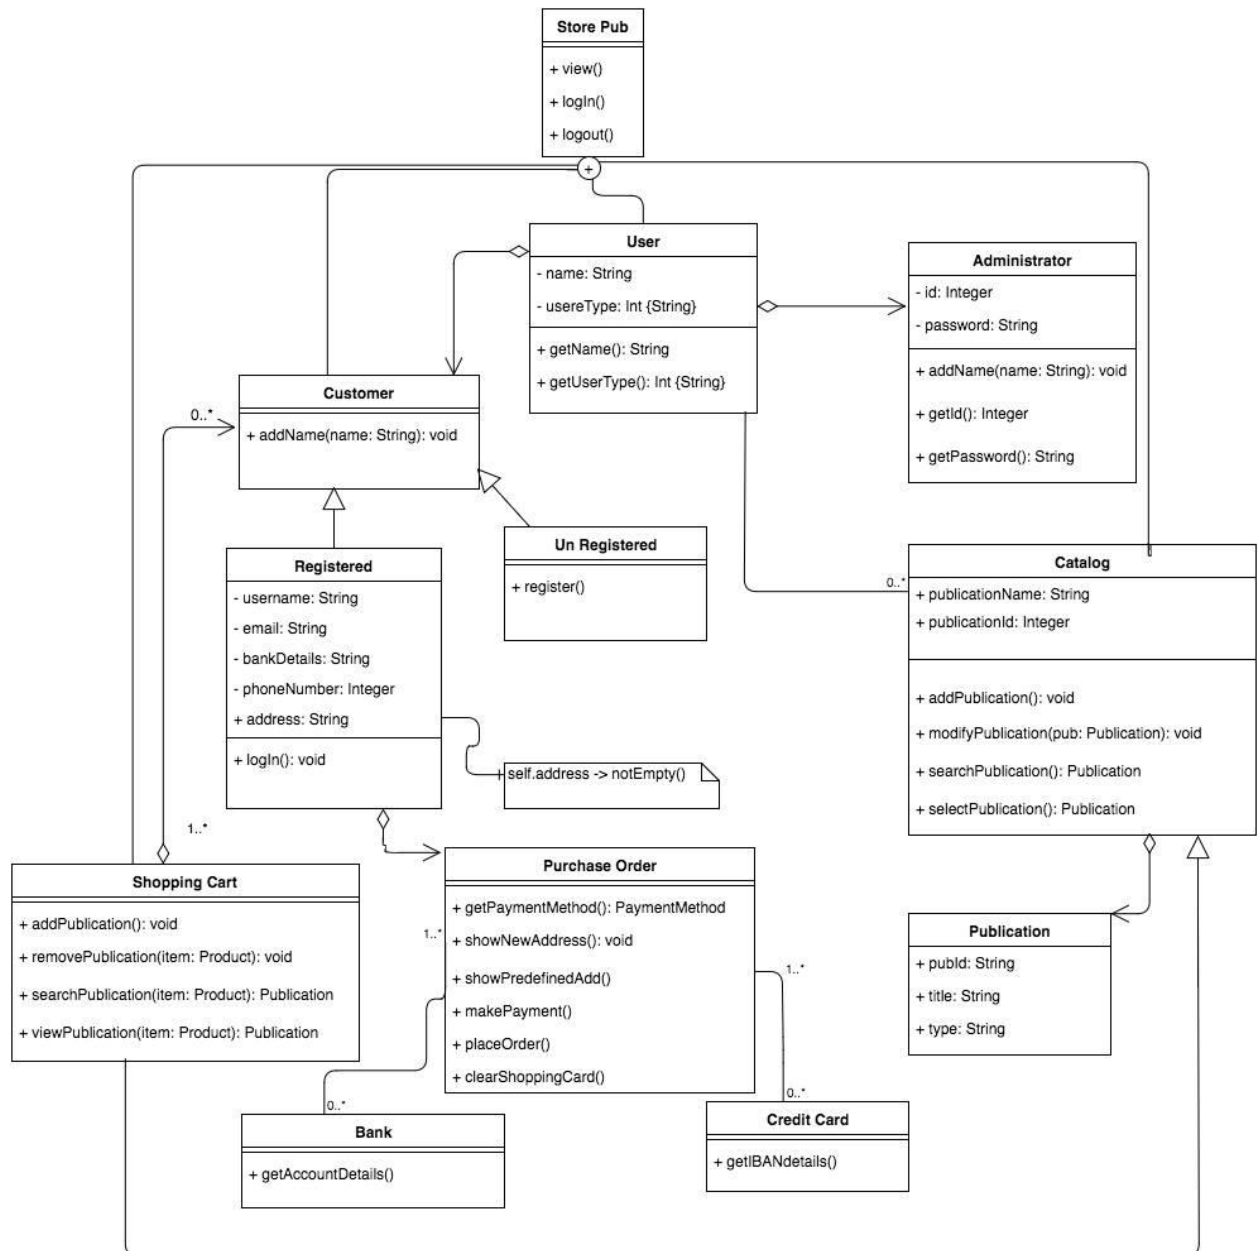 Store Pub
+ view()
+ logIn()
+ logout()
+
User
- name: String
- usereType: Int {String}
+ getName(): String
+ getUserType(): Int {String}
Administrator
- id: Integer
- password: String
+ addName(name: String): void
+ getId(): Integer
+ getPassword(): String
Customer
+ addName(name: String): void
0..*
Un Registered
+ register()
Registered
- username: String
- email: String
- bankDetails: String
- phoneNumber: Integer
+ address: String
+ logIn(): void
self.address -> notEmpty()
0..*
Catalog
+ publicationName: String
+ publicationId: Integer
+ addPublication(): void
+ modifyPublication(pub: Publication): void
+ searchPublication(): Publication
+ selectPublication(): Publication
1..*
Shopping Cart
+ addPublication(): void
+ removePublication(item: Product): void
+ searchPublication(item: Product): Publication
+ viewPublication(item: Product): Publication
Purchase Order
+ getPaymentMethod(): PaymentMethod
+ showNewAddress(): void
+ showPredefinedAdd()
+ makePayment()
+ placeOrder()
+ clearShoppingCard()
1..*
1..*
Publication
+ pubId: String
+ title: String
+ type: String
0..*
Bank
+ getAccountDetails()
0..*
Credit Card
+ getIBANdetails()